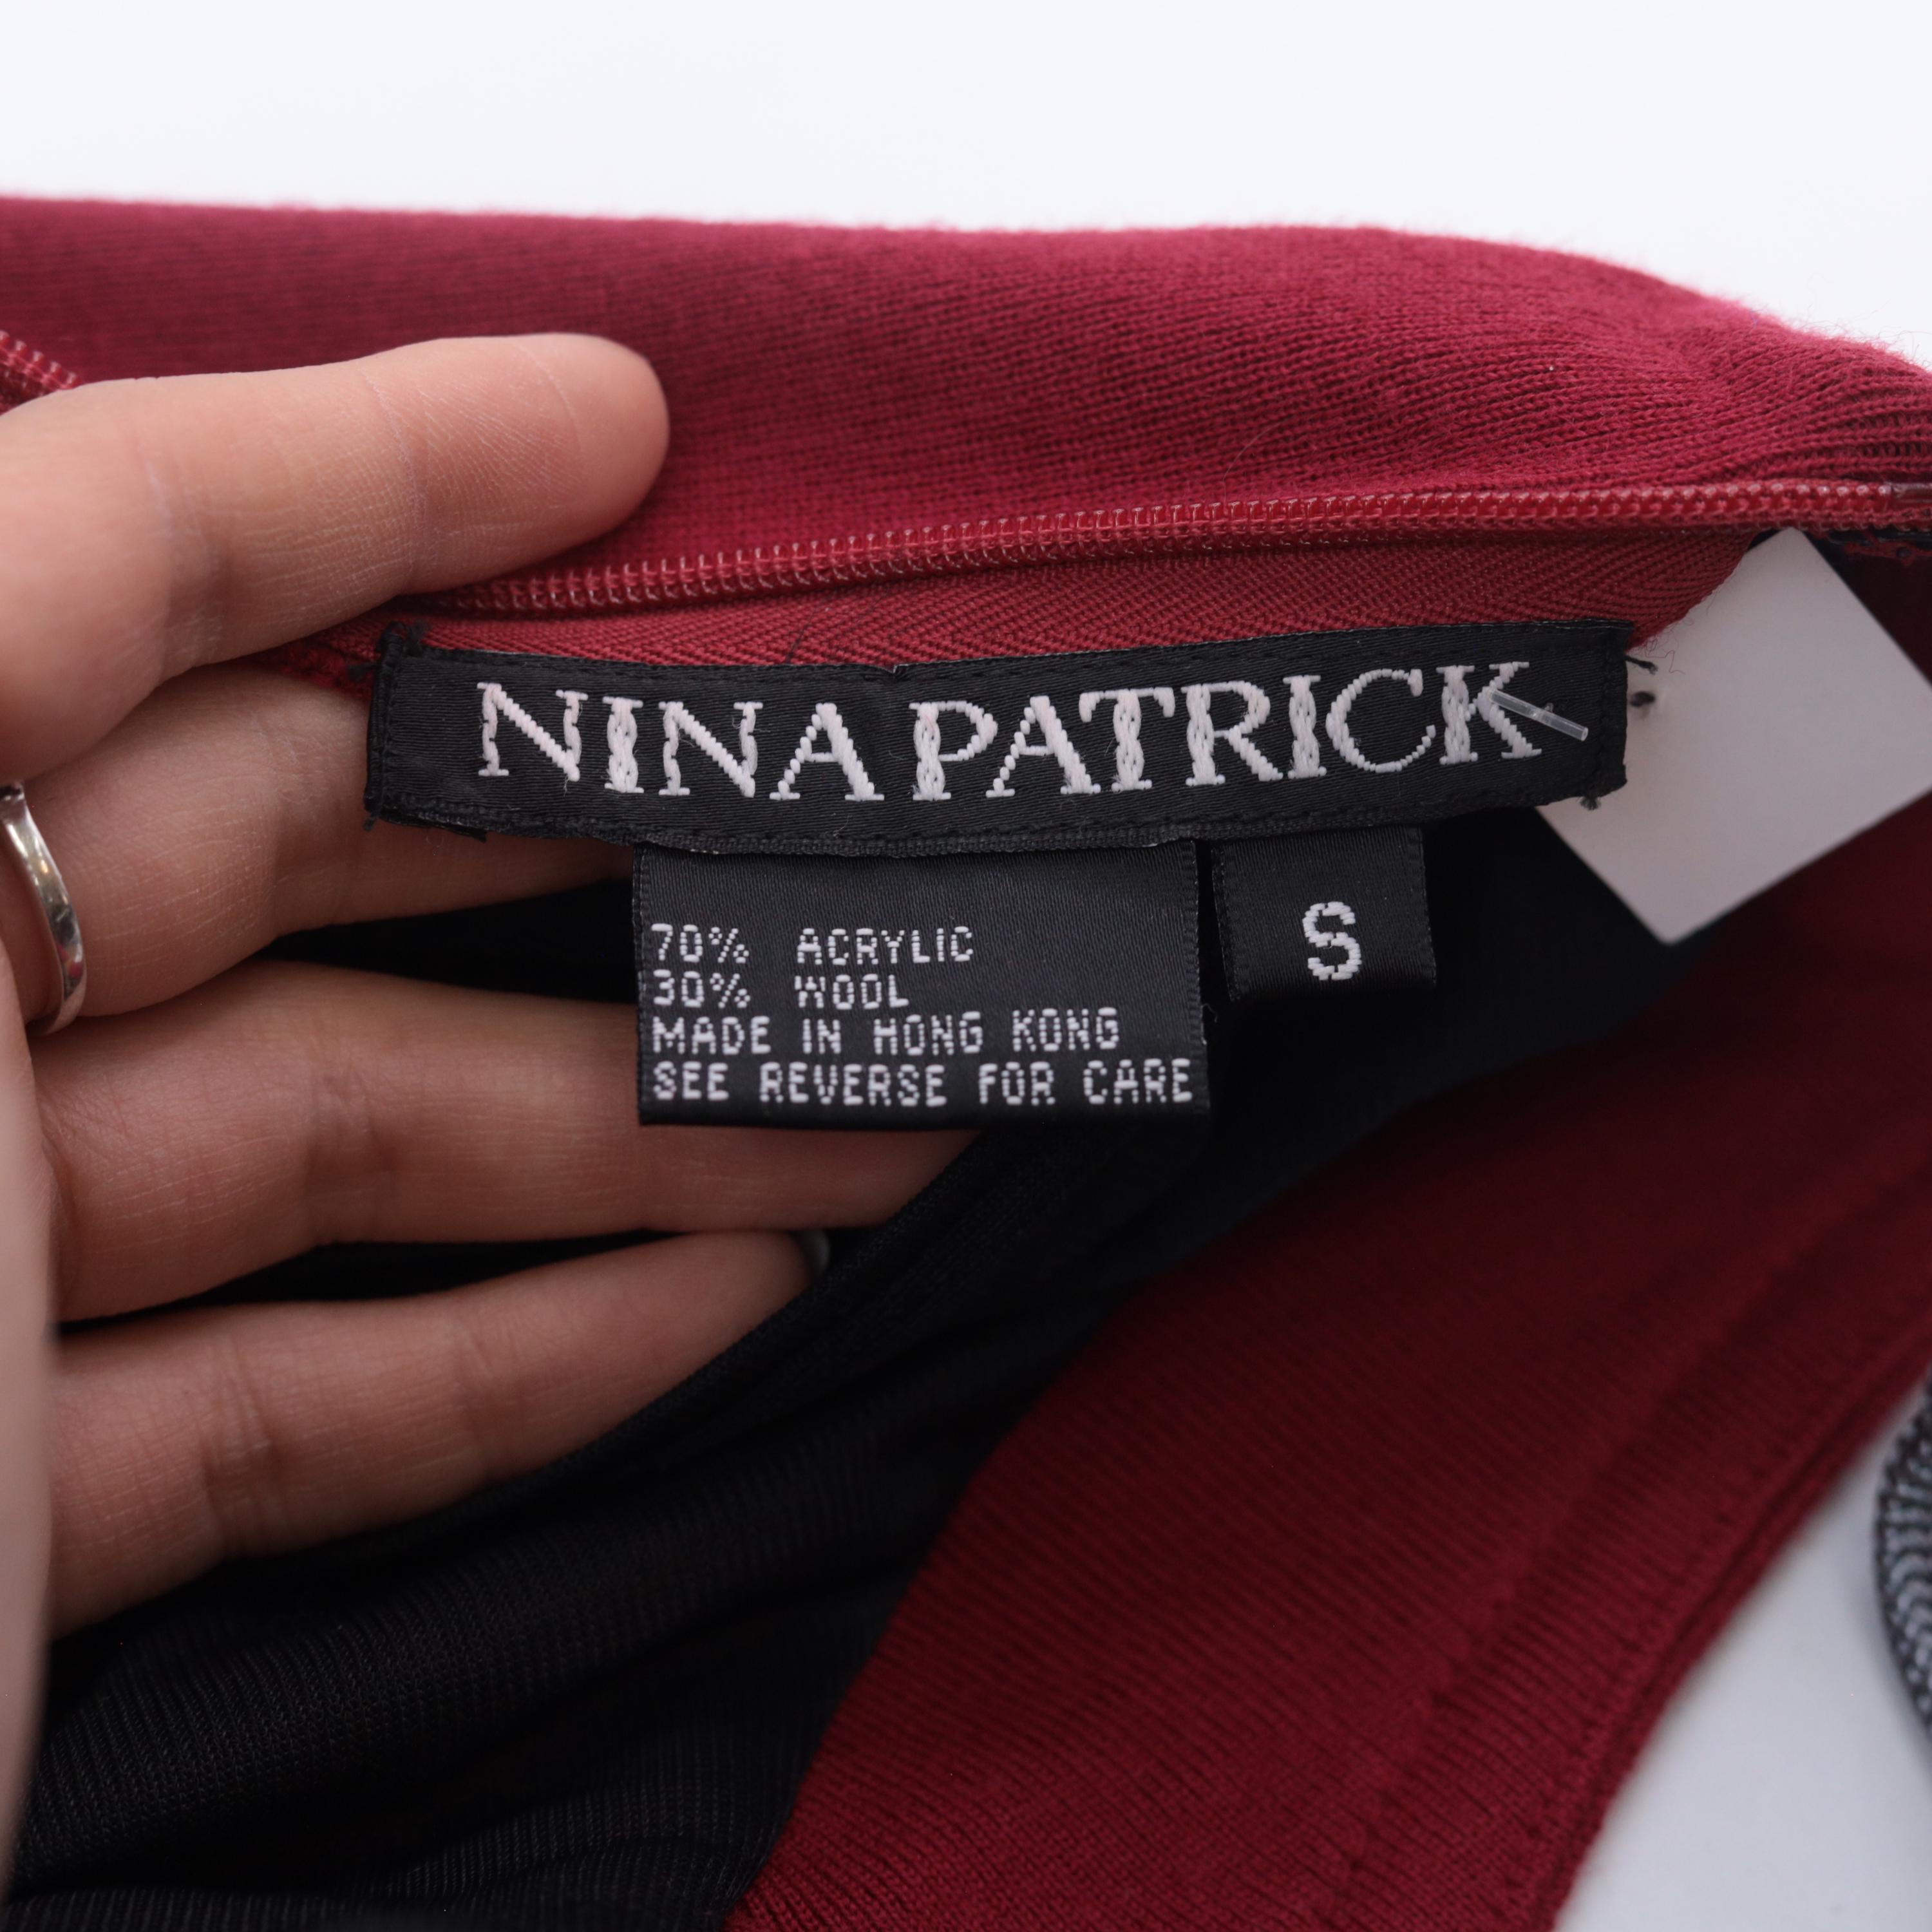 NINA PATRICK
70% ACRYLIC
30% WOOL
MADE IN HONG KONG
SEE REVERSE FOR CARE
S